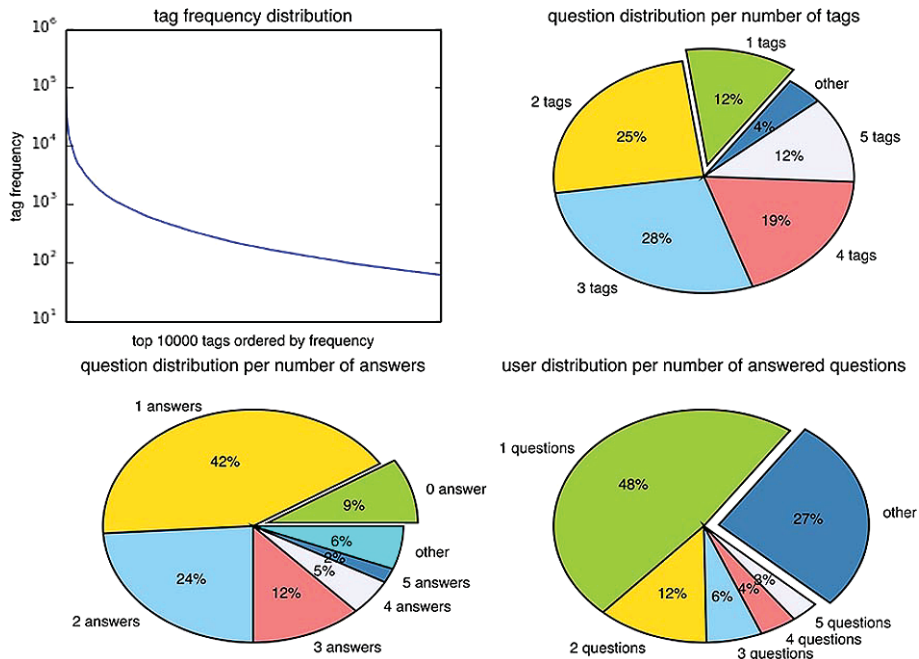 tag frequency distribution
10^6
10^5
10^4
10^3
10^2
10^1
tag frequency
top 10000 tags ordered by frequency
question distribution per number of tags
1 tags
12%
other
4%
5 tags
12%
4 tags
19%
3 tags
28%
2 tags
25%
question distribution per number of answers
1 answers
42%
0 answer
9%
other
6%
5 answers
2%
4 answers
5%
3 answers
12%
2 answers
24%
user distribution per number of answered questions
1 questions
48%
other
27%
5 questions
3%
4 questions
4%
3 questions
6%
2 questions
12%